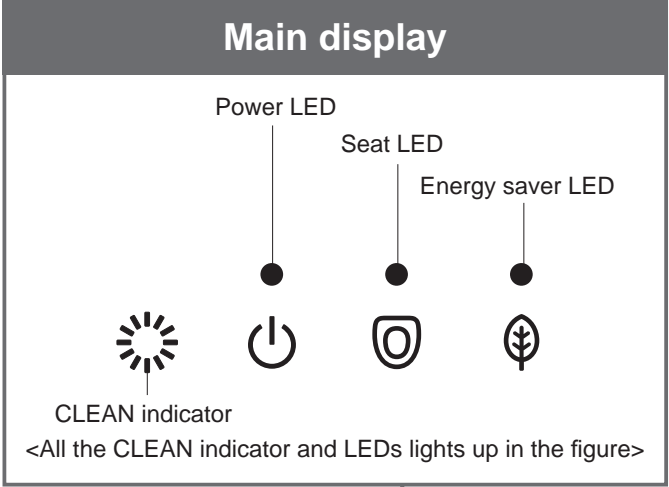 Main display
Power LED
Seat LED
Energy saver LED
CLEAN indicator
<All the CLEAN indicator and LEDs lights up in the figure>